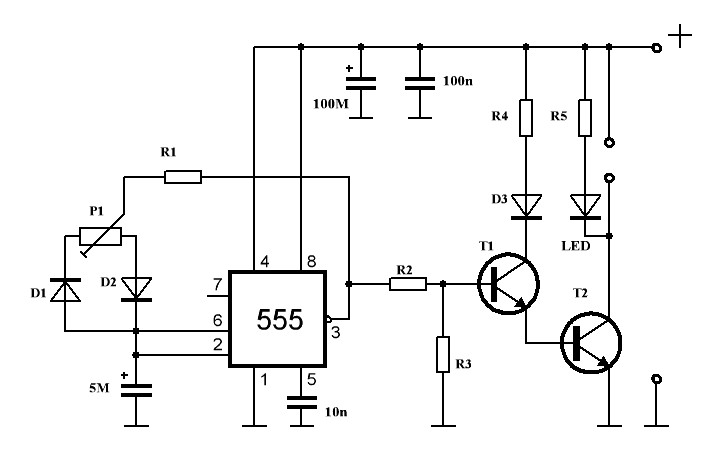 +
+
100n
100M
R4
R5
R1
P1
D3
4
8
T1
LED
D1
D2
7
R2
T2
6
555
3
2
R3
+
5M
1
5
10n